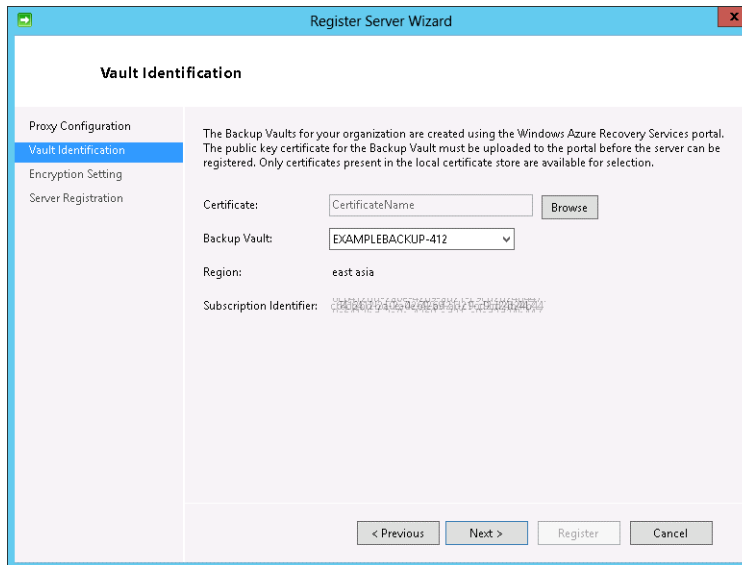 Register Server Wizard
x
Vault Identification
Proxy Configuration
Vault Identification
Encryption Setting
Server Registration
The Backup Vaults for your organization are created using the Windows Azure Recovery Services portal.
The public key certificate for the Backup Vault must be uploaded to the portal before the server can be
registered. Only certificates present in the local certificate store are available for selection.
Certificate: CertificateName Browse
Backup Vault: EXAMPLEBACKUP-412
Region: east asia
Subscription Identifier:
< Previous Next > Register Cancel